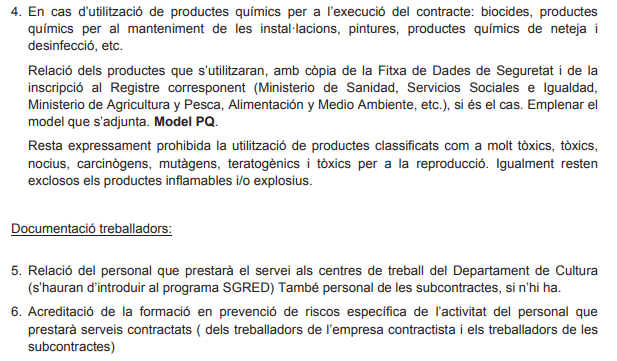 4. En cas d’utilització de productes químics per a l’execució del contracte: biocides, productes
químics per al manteniment de les instal·lacions, pintures, productes químics de neteja i
desinfecció, etc.
Relació dels productes que s’utilitzaran, amb còpia de la Fitxa de Dades de Seguretat i de la
inscripció al Registre corresponent (Ministerio de Sanidad, Servicios Sociales e Igualdad,
Ministerio de Agricultura y Pesca, Alimentación y Medio Ambiente, etc.), si és el cas. Emplenar el
model que s’adjunta. Model PQ.
Resta expressament prohibida la utilització de productes classificats com a molt tòxics, tòxics,
nocius, carcinògens, mutàgens, teratogènics i tòxics per a la reproducció. Igualment resten
exclosos els productes inflamables i/o explosius.
Documentació treballadors:
5. Relació del personal que prestarà el servei als centres de treball del Departament de Cultura
(s’hauran d’introduir al programa SGRED) També personal de les subcontractes, si n’hi ha.
6. Acreditació de la formació en prevenció de riscos específica de l’activitat del personal que
prestarà serveis contractats ( dels treballadors de l’empresa contractista i els treballadors de les
subcontractes)